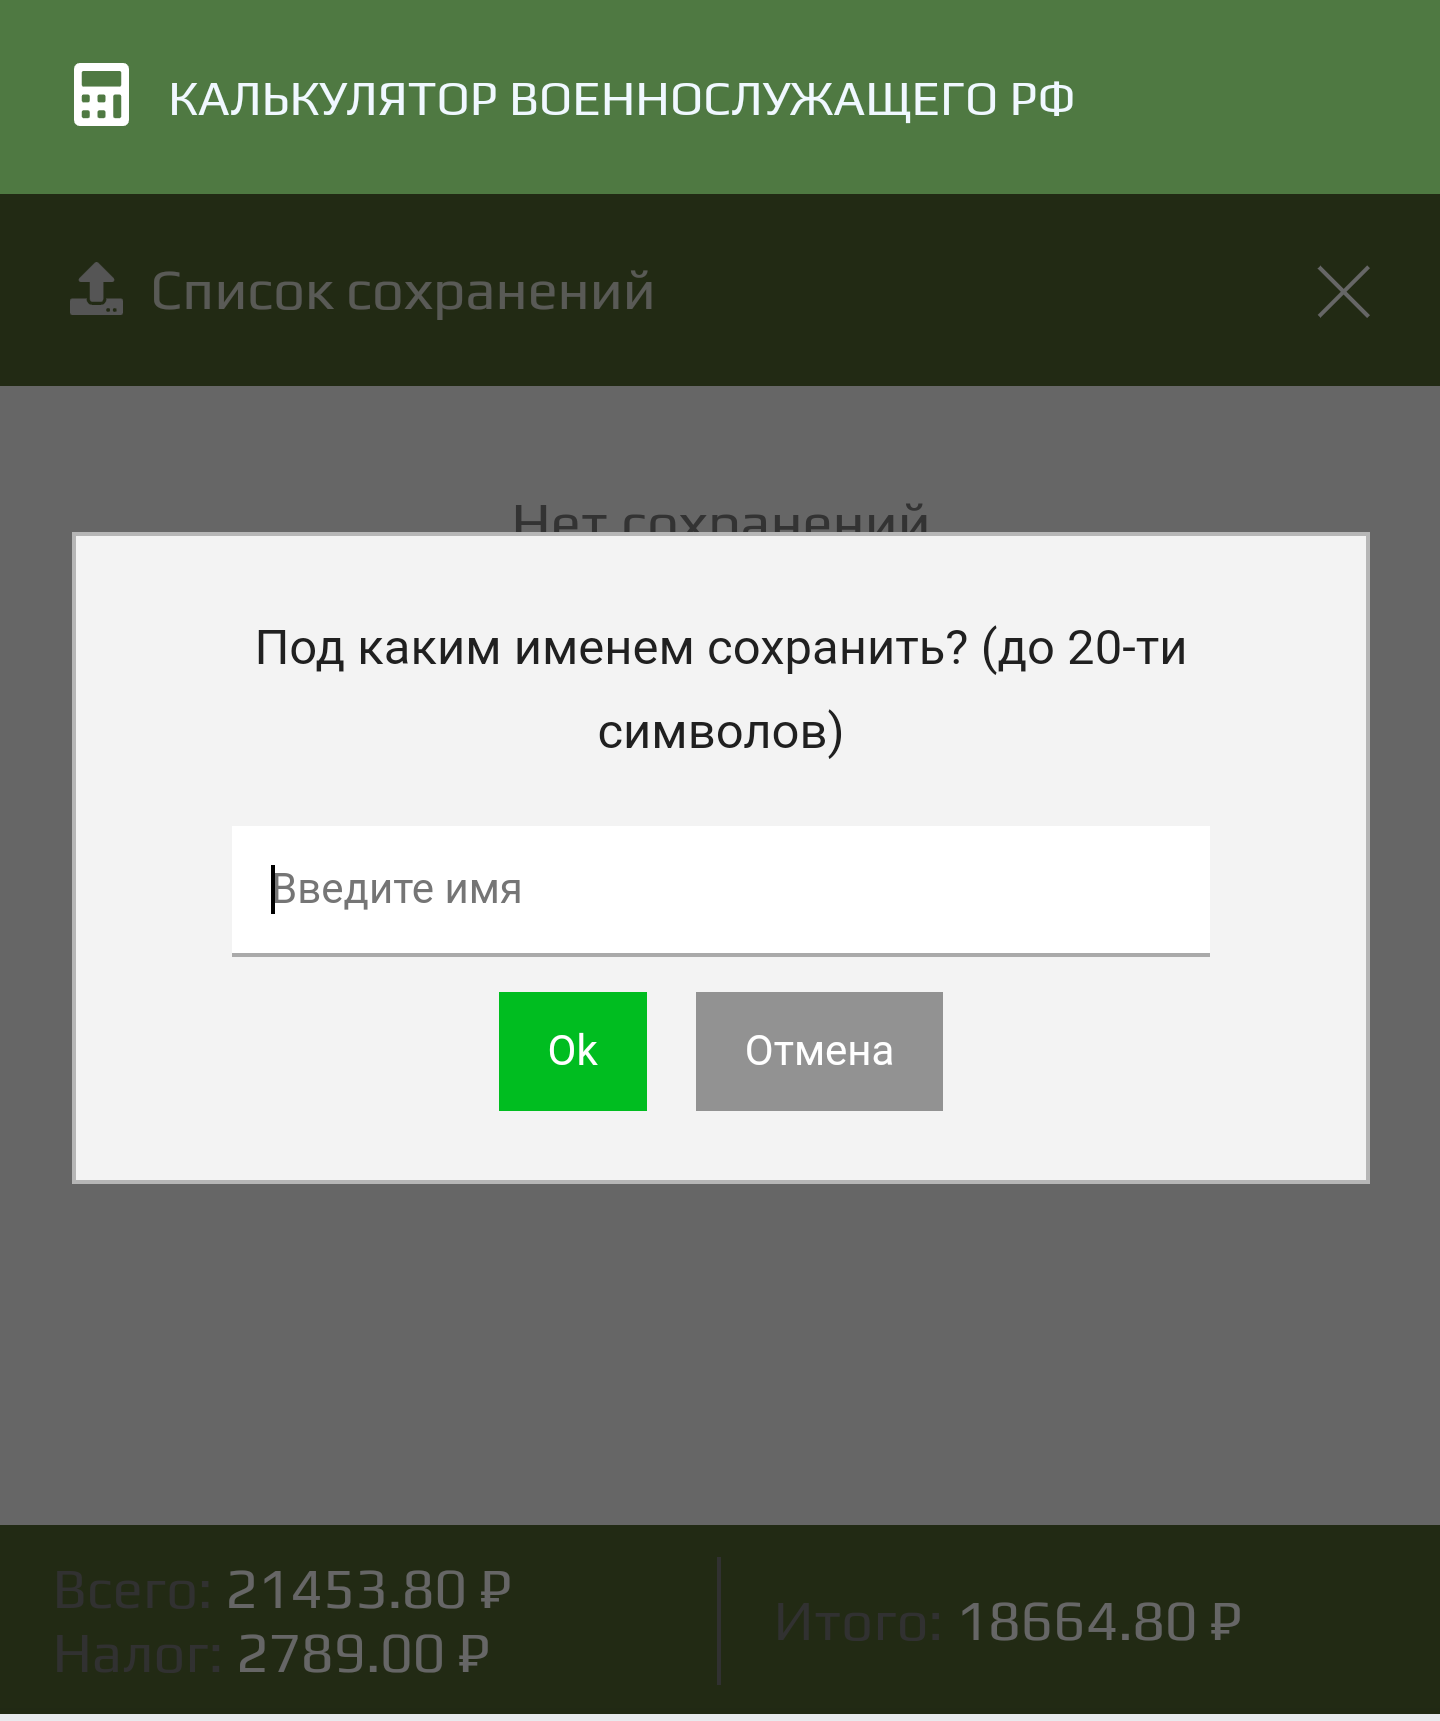 КАЛЬКУЛЯТОР ВОЕННОСЛУЖАЩЕГО РФ
Список сохранений
Нет сохранений
Под каким именем сохранить? (до 20-ти
символов)
Введите имя
Ok Отмена
Всего: 21453.80 ₽
Налог: 2789.00 ₽
Итого: 18664.80 ₽